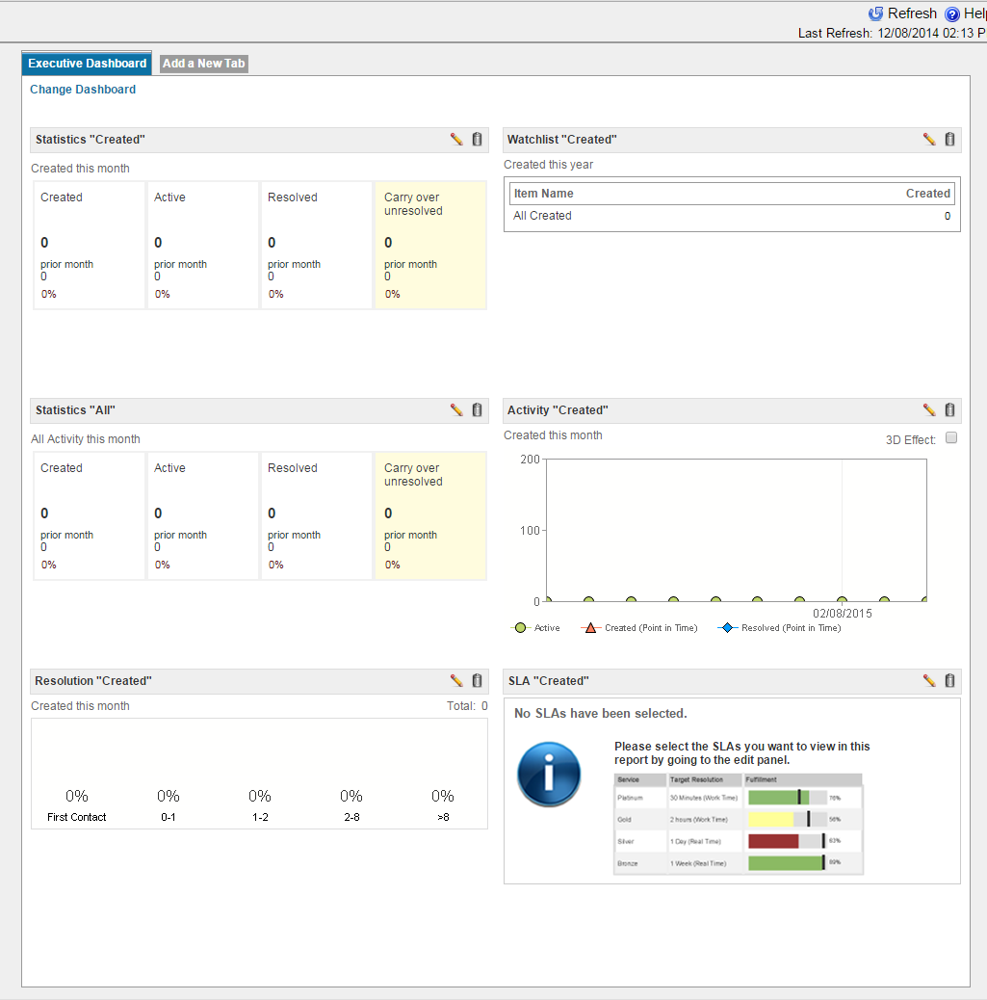 Refresh Help
Last Refresh: 12/08/2014 02:13 P
Executive Dashboard Add a New Tab
Change Dashboard
Statistics "Created"
Created this month
Created Active Resolved Carry over
unresolved
0 0 0 0
prior month prior month prior month prior month
0 0 0 0
0% 0% 0% 0%
Watchlist "Created"
Created this year
Item Name Created
All Created 0
Statistics "All"
All Activity this month
Created Active Resolved Carry over
unresolved
0 0 0 0
prior month prior month prior month prior month
0 0 0 0
0% 0% 0% 0%
Activity "Created"
Created this month
3D Effect:
200
100
0
02/08/2015
Active Created (Point in Time) Resolved (Point in Time)
Resolution "Created"
Created this month Total: 0
0% 0% 0% 0% 0%
First Contact 0-1 1-2 2-8 >8
SLA "Created"
No SLAs have been selected.
Please select the SLAs you want to view in this
report by going to the edit panel.
Service Target Resolution Fulfillment
Platinum 30 Minutes (Work Time)
Gold 2 hours (Work Time)
Silver 1 Day (Real Time)
Bronze 1 Week (Real Time)